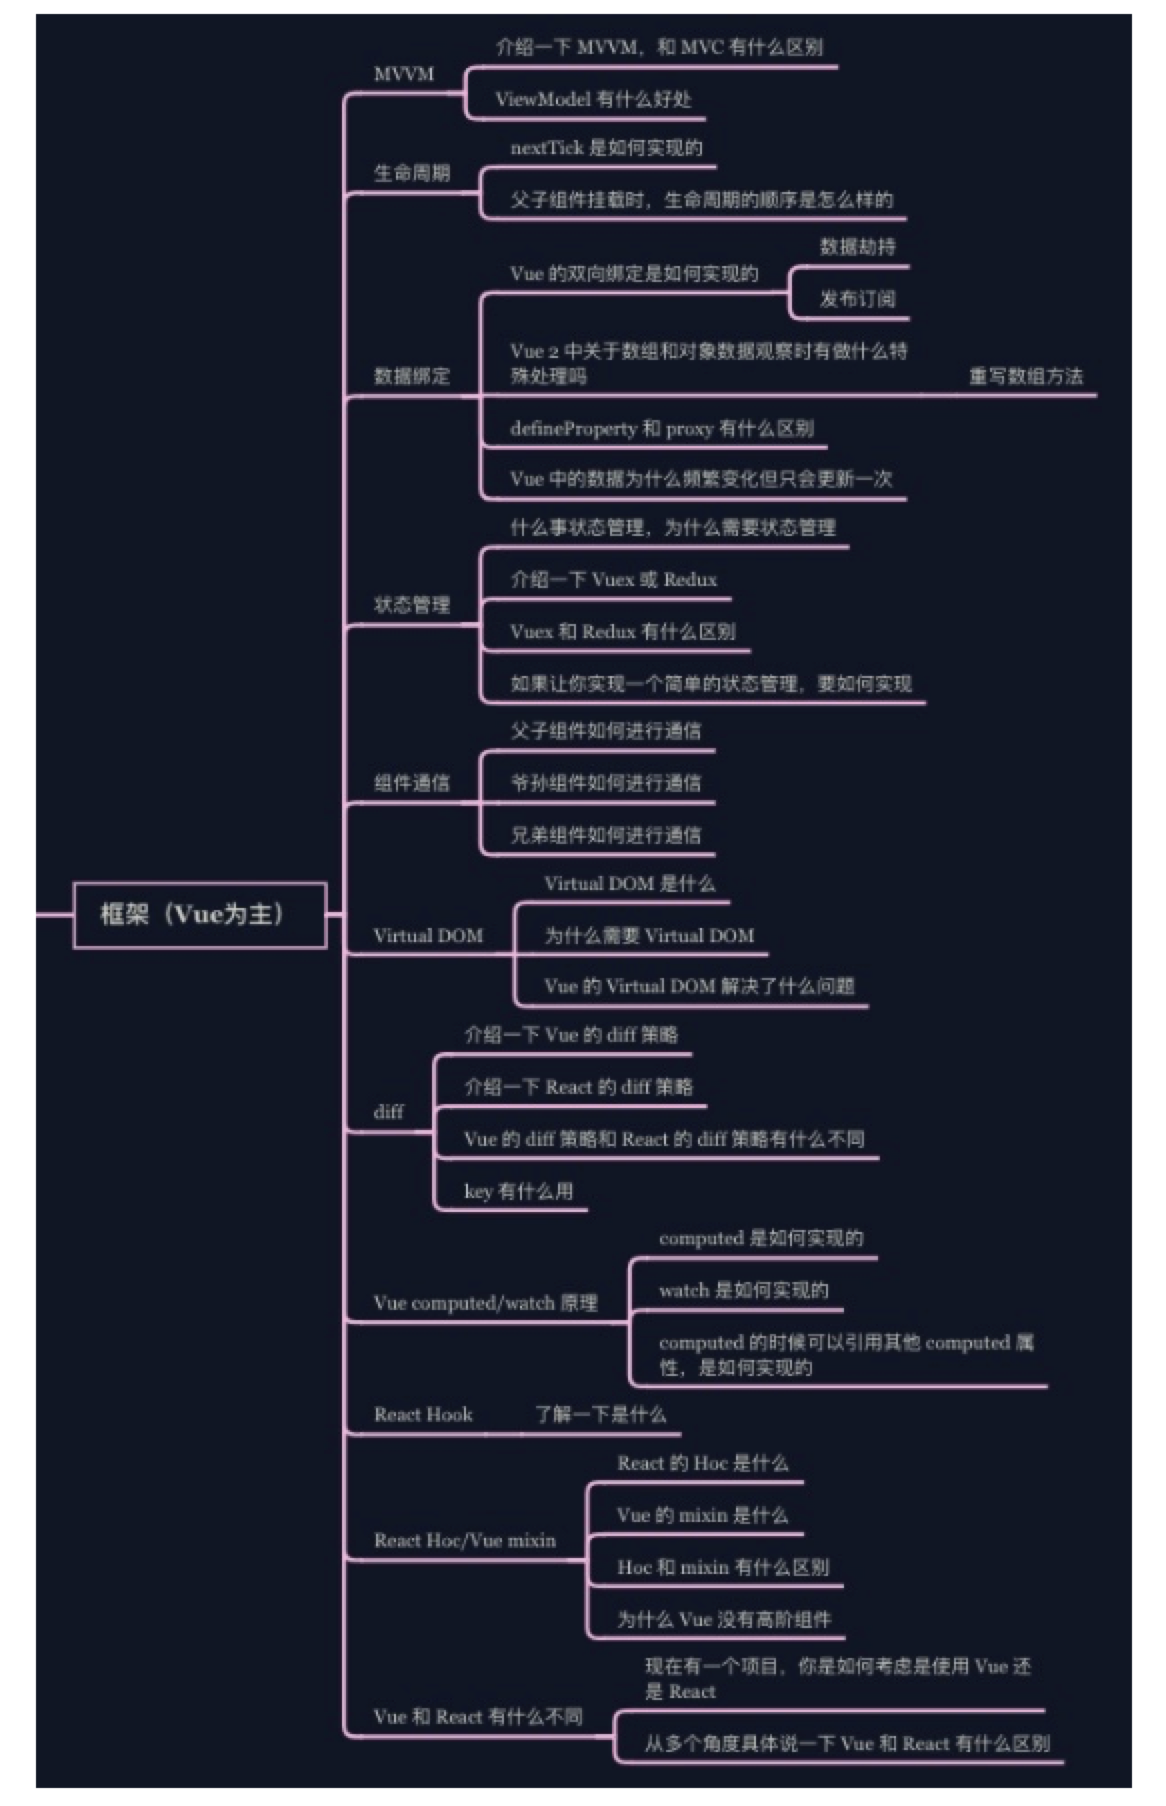 框架（Vue为主）
MVVM
介绍一下 MVVM，和 MVC 有什么区别
ViewModel 有什么好处
生命周期
nextTick 是如何实现的
父子组件挂载时，生命周期的顺序是怎么样的
数据绑定
Vue 的双向绑定是如何实现的
数据劫持
发布订阅
Vue 2 中关于数组和对象数据观察时有做什么特
殊处理吗
重写数组方法
defineProperty 和 proxy 有什么区别
Vue 中的数据为什么频繁变化但只会更新一次
状态管理
什么事状态管理，为什么需要状态管理
介绍一下 Vuex 或 Redux
Vuex 和 Redux 有什么区别
如果让你实现一个简单的状态管理，要如何实现
组件通信
父子组件如何进行通信
爷孙组件如何进行通信
兄弟组件如何进行通信
Virtual DOM
Virtual DOM 是什么
为什么需要 Virtual DOM
Vue 的 Virtual DOM 解决了什么问题
diff
介绍一下 Vue 的 diff 策略
介绍一下 React 的 diff 策略
Vue 的 diff 策略和 React 的 diff 策略有什么不同
key 有什么用
Vue computed/watch 原理
computed 是如何实现的
watch 是如何实现的
computed 的时候可以引用其他 computed 属
性，是如何实现的
React Hook
了解一下是什么
React Hoc/Vue mixin
React 的 Hoc 是什么
Vue 的 mixin 是什么
Hoc 和 mixin 有什么区别
为什么 Vue 没有高阶组件
Vue 和 React 有什么不同
现在有一个项目，你是如何考虑是使用 Vue 还
是 React
从多个角度具体说一下 Vue 和 React 有什么区别